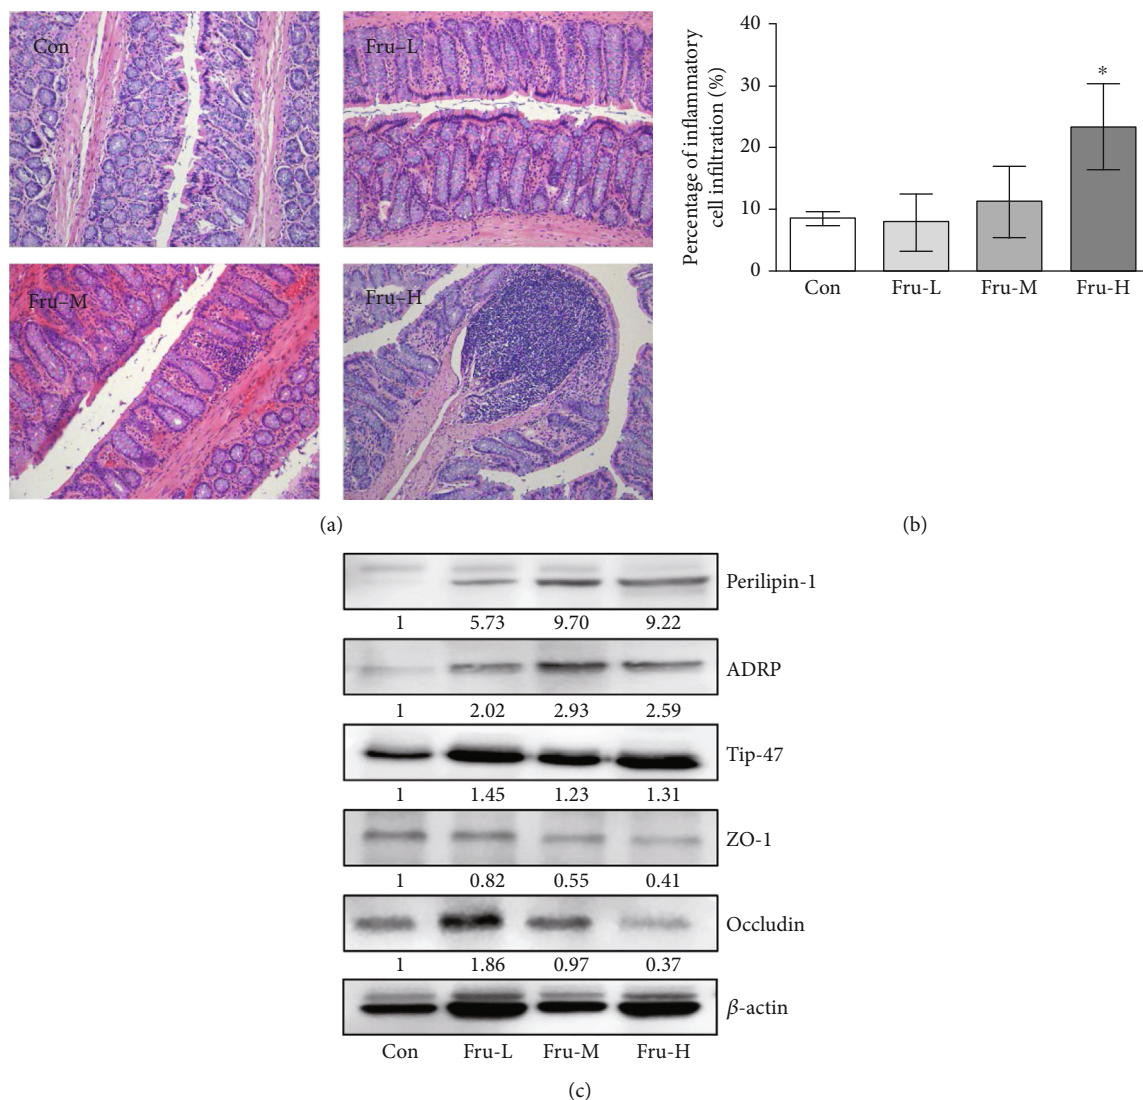 Con
Fru–L
Fru–M
Fru–H
(a)
Percentage of inflammatory
cell infiltration (%)
40
30
20
10
0
*
Con Fru-L Fru-M Fru-H
(b)
Perilipin-1
1 5.73 9.70 9.22
ADRP
1 2.02 2.93 2.59
Tip-47
1 1.45 1.23 1.31
ZO-1
1 0.82 0.55 0.41
Occludin
1 1.86 0.97 0.37
β-actin
Con Fru-L Fru-M Fru-H
(c)